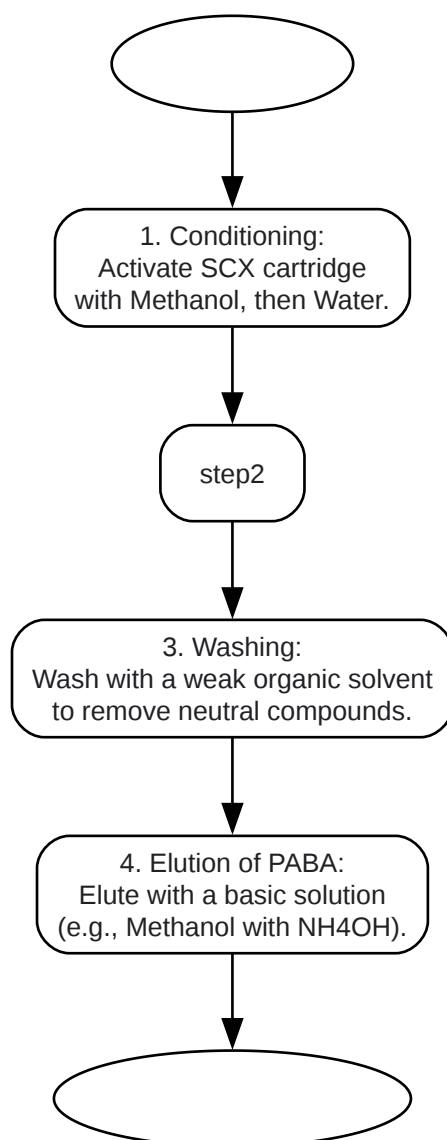 1. Conditioning:
Activate SCX cartridge
with Methanol, then Water.
step2
3. Washing:
Wash with a weak organic solvent
to remove neutral compounds.
4. Elution of PABA:
Elute with a basic solution
(e.g., Methanol with NH4OH).